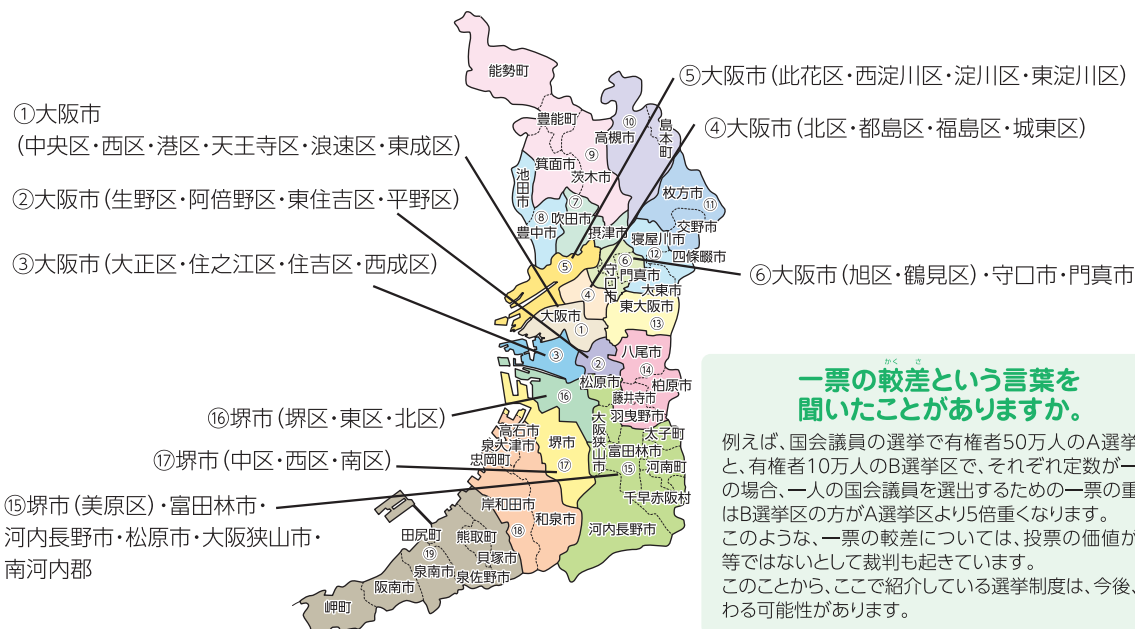 ①大阪市
(中央区・西区・港区・天王寺区・浪速区・東成区)
②大阪市(生野区・阿倍野区・東住吉区・平野区)
③大阪市(大正区・住之江区・住吉区・西成区)
⑤大阪市(此花区・西淀川区・淀川区・東淀川区)
④大阪市(北区・都島区・福島区・城東区)
⑥大阪市(旭区・鶴見区)・守口市・門真市
⑯堺市(堺区・東区・北区)
⑰堺市(中区・西区・南区)
⑮堺市(美原区)・富田林市・
河内長野市・松原市・大阪狭山市・
南河内郡
能勢町
豊能町
高槻市
⑩
島本町
箕面市
⑨
茨木市
池田市
⑦
⑧
吹田市
豊中市
摂津市
枚方市
⑪
交野市
寝屋川市
⑫
四條畷市
⑥
守口市
門真市
大東市
⑤
④
大阪市
①
東大阪市
⑬
③
②
八尾市
⑭
松原市
柏原市
藤井寺市
羽曳野市
⑯
大阪狭山市
太子町
富田林市
⑮
河南町
千早赤阪村
河内長野市
高石市
泉大津市
忠岡町
堺市
⑰
岸和田市
和泉市
⑱
田尻町
熊取町
⑲
貝塚市
泉南市
泉佐野市
阪南市
岬町
かく さ
一票の較差という言葉を
聞いたことがありますか。
例えば、国会議員の選挙で有権者50万人のA選挙
と、有権者10万人のB選挙区で、それぞれ定数が一
の場合、一人の国会議員を選出するための一票の重
はB選挙区の方がA選挙区より5倍重くなります。
このような、一票の較差については、投票の価値が
等ではないとして裁判も起きています。
このことから、ここで紹介している選挙制度は、今後、
わる可能性があります。